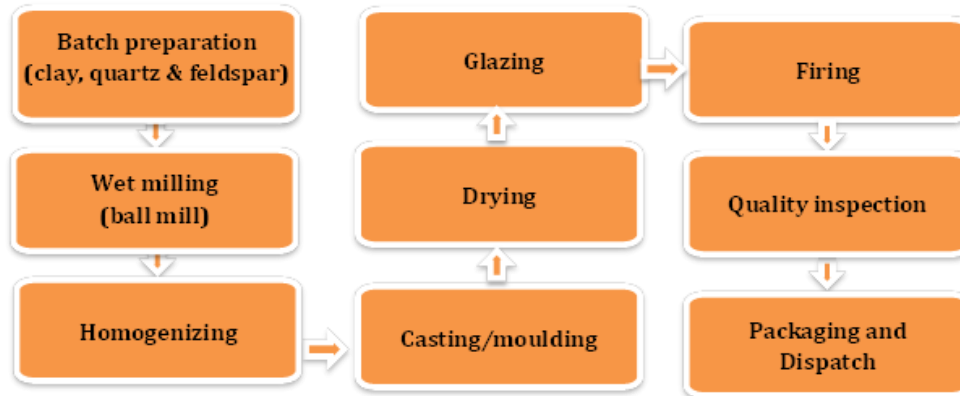 Batch preparation
(clay, quartz & feldspar)
Wet milling
(ball mill)
Homogenizing
Casting/moulding
Drying
Glazing
Firing
Quality inspection
Packaging and
Dispatch